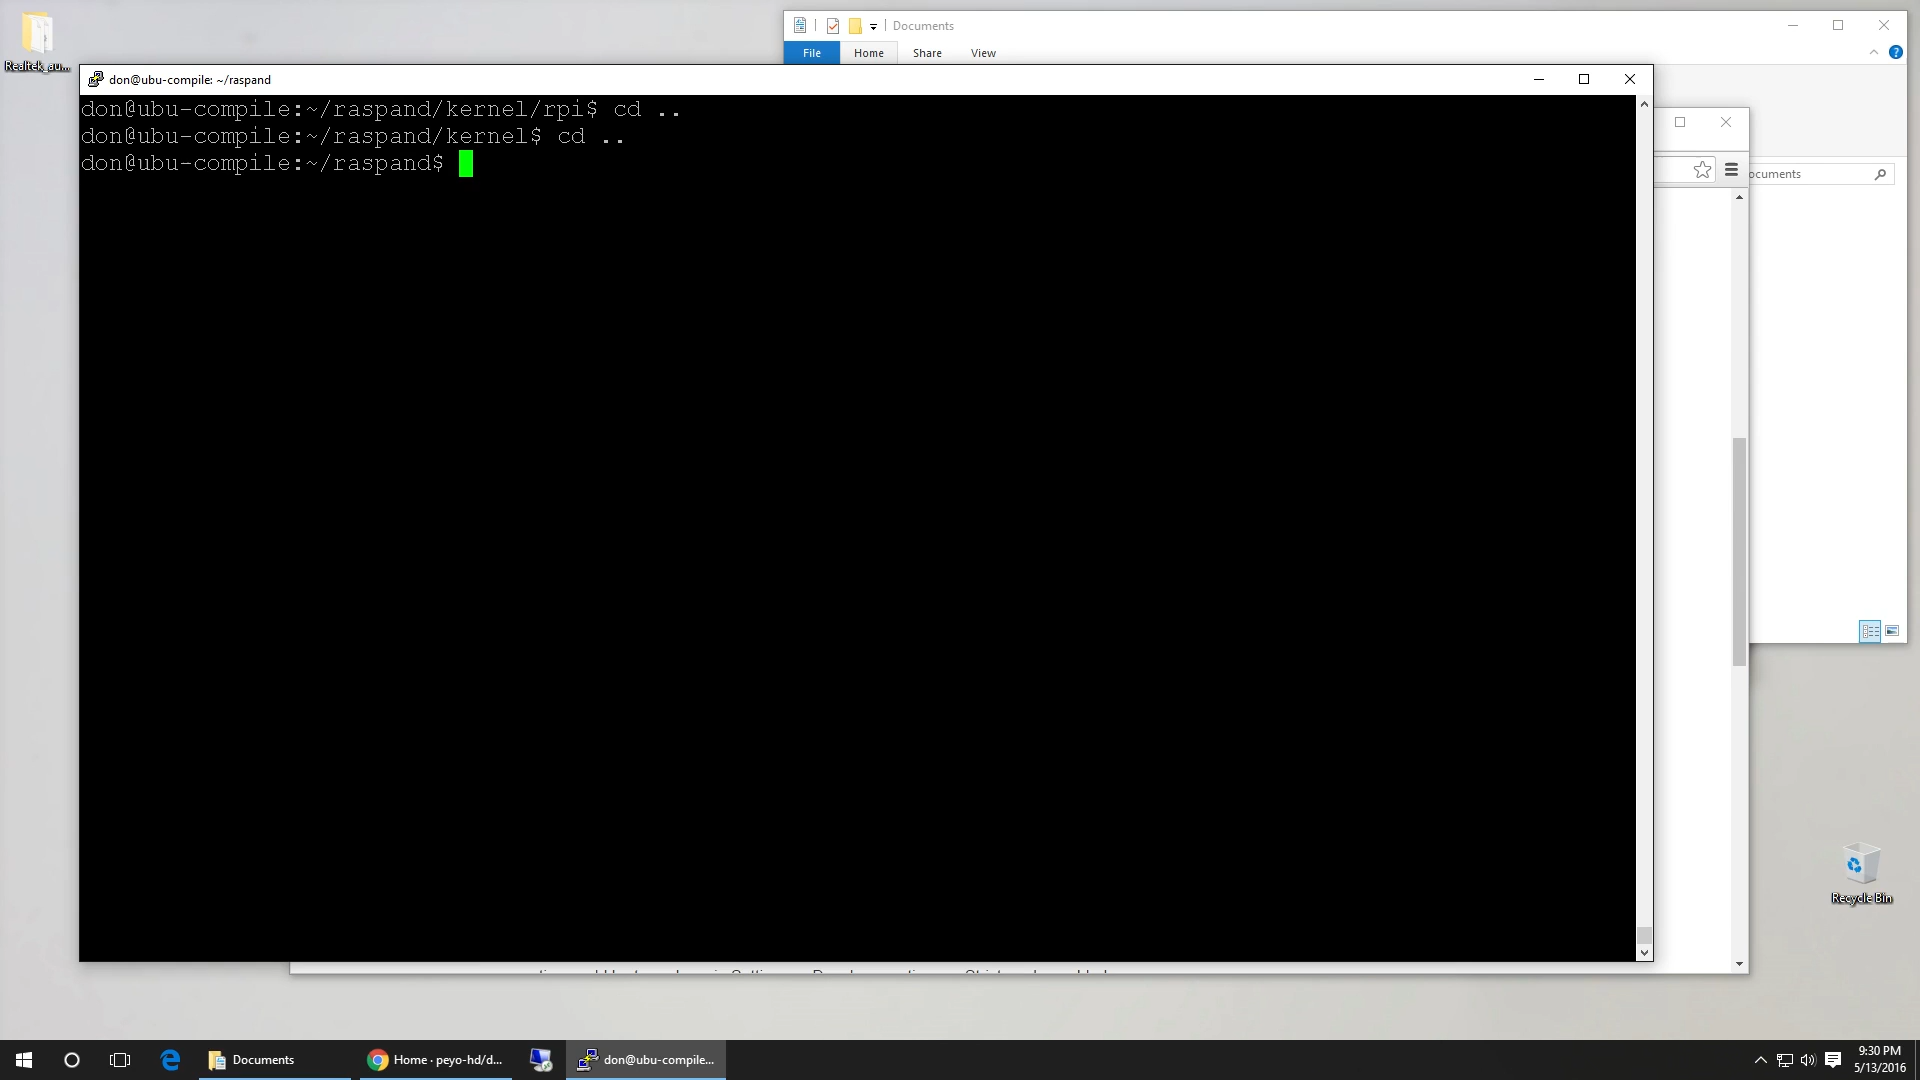 Realtek_au...
Documents
File Home Share View
don@ubu-compile: ~/raspand
don@ubu-compile:~/raspand/kernel/rpi$ cd ..
don@ubu-compile:~/raspand/kernel$ cd ..
don@ubu-compile:~/raspand$
ocuments
Recycle Bin
Documents
Home · peyo-hd/d...
don@ubu-compile...
9:30 PM
5/13/2016